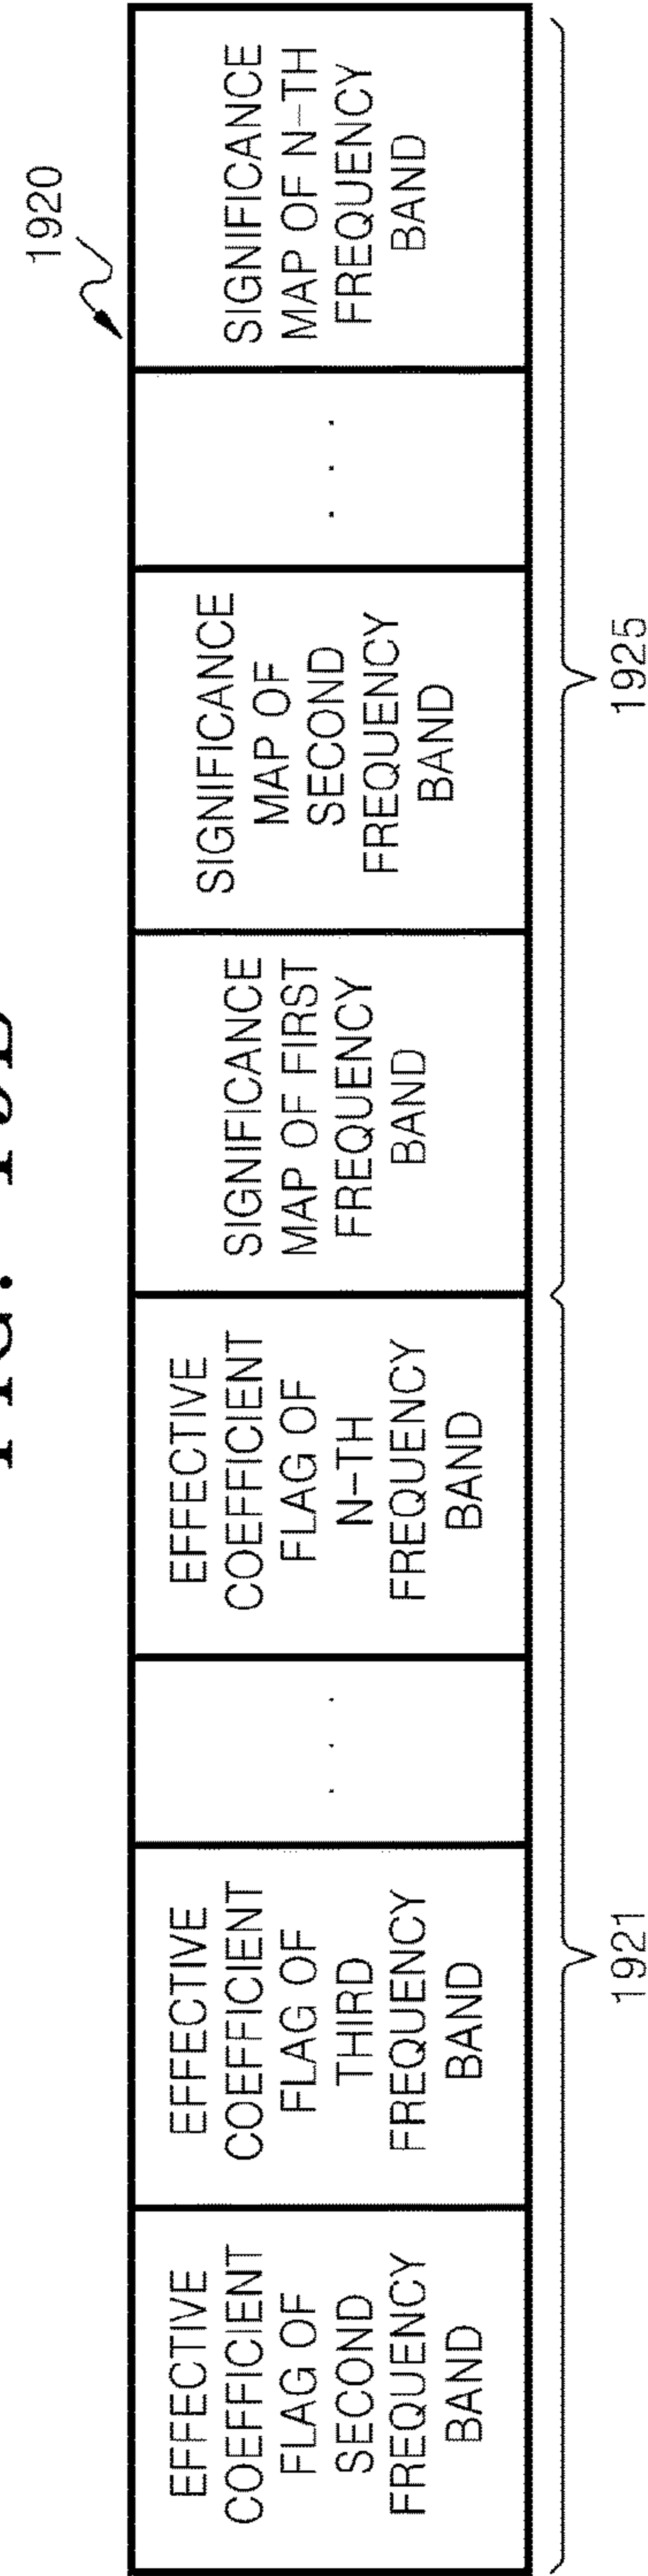 1920
EFFECTIVE
COEFFICIENT
FLAG OF
SECOND
FREQUENCY
BAND
EFFECTIVE
COEFFICIENT
FLAG OF
THIRD
FREQUENCY
BAND
. . .
EFFECTIVE
COEFFICIENT
FLAG OF
N-TH
FREQUENCY
BAND
SIGNIFICANCE
MAP OF FIRST
FREQUENCY
BAND
SIGNIFICANCE
MAP OF
SECOND
FREQUENCY
BAND
. . .
SIGNIFICANCE
MAP OF N-TH
FREQUENCY
BAND
1921
1925